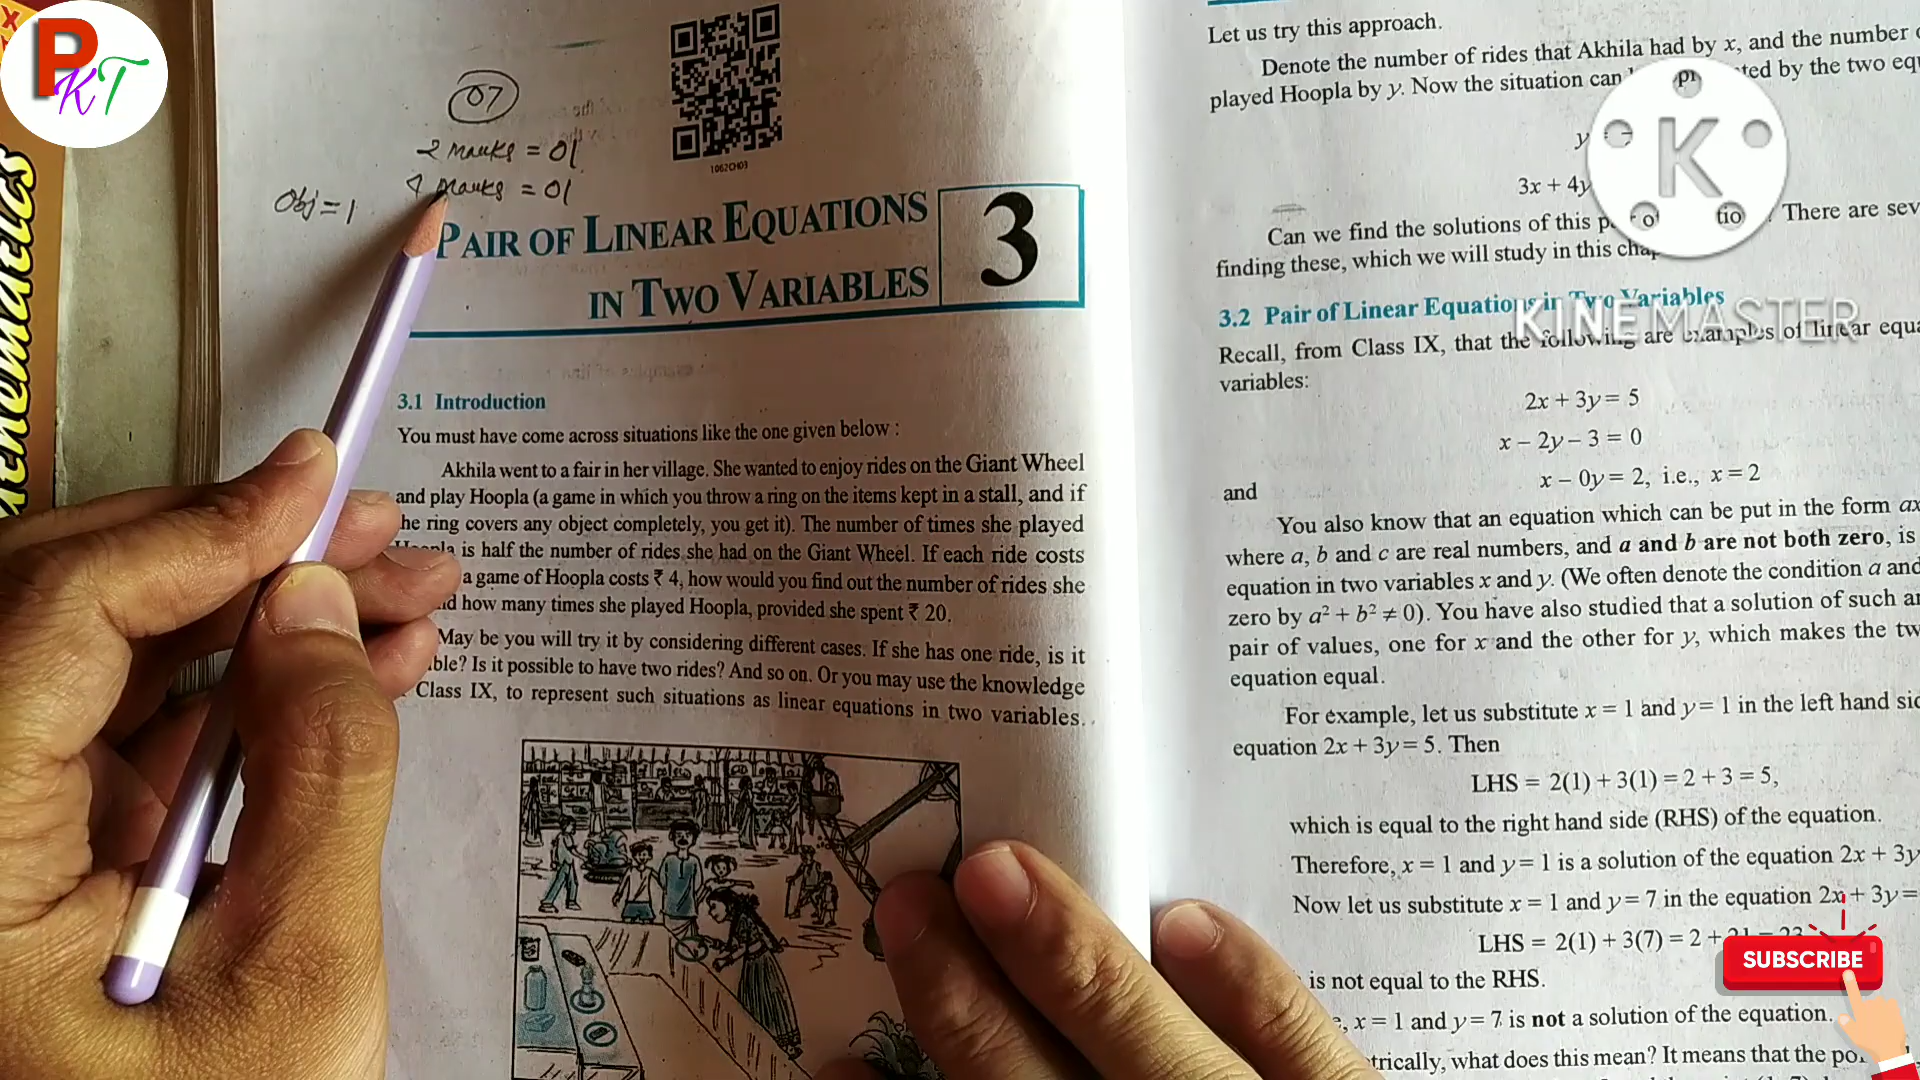 PKT
07
2 Marks = 01
4 Marks = 01
Obj = 1
1062CH03
PAIR OF LINEAR EQUATIONS
IN TWO VARIABLES
3
3.1 Introduction
You must have come across situations like the one given below :
Akhila went to a fair in her village. She wanted to enjoy rides on the Giant Wheel
and play Hoopla (a game in which you throw a ring on the items kept in a stall, and if
he ring covers any object completely, you get it). The number of times she played
is half the number of rides she had on the Giant Wheel. If each ride costs
a game of Hoopla costs ₹ 4, how would you find out the number of rides she
how many times she played Hoopla, provided she spent ₹ 20.
May be you will try it by considering different cases. If she has one ride, is it
ble? Is it possible to have two rides? And so on. Or you may use the knowledge
Class IX, to represent such situations as linear equations in two variables.
Let us try this approach.
Denote the number of rides that Akhila had by x, and the number
played Hoopla by y. Now the situation can by the two equ
y
3x + 4y
Can we find the solutions of this There are sev
finding these, which we will study in this cha
3.2 Pair of Linear Equations in Two Variables
Recall, from Class IX, that the following are examples of linear equa
variables:
2x + 3y = 5
x – 2y – 3 = 0
and
x – 0y = 2, i.e., x = 2
You also know that an equation which can be put in the form ax
where a, b and c are real numbers, and a and b are not both zero, is
equation in two variables x and y. (We often denote the condition a and
zero by a² + b² ≠ 0). You have also studied that a solution of such a
pair of values, one for x and the other for y, which makes the tw
equation equal.
For example, let us substitute x = 1 and y = 1 in the left hand sid
equation 2x + 3y = 5. Then
LHS = 2(1) + 3(1) = 2 + 3 = 5,
which is equal to the right hand side (RHS) of the equation.
Therefore, x = 1 and y = 1 is a solution of the equation 2x + 3y
Now let us substitute x = 1 and y = 7 in the equation 2x + 3y =
LHS = 2(1) + 3(7) = 2 + 21 = 23
is not equal to the RHS.
x = 1 and y = 7 is not a solution of the equation.
trically, what does this mean? It means that the po
K
KINEMASTER
SUBSCRIBE